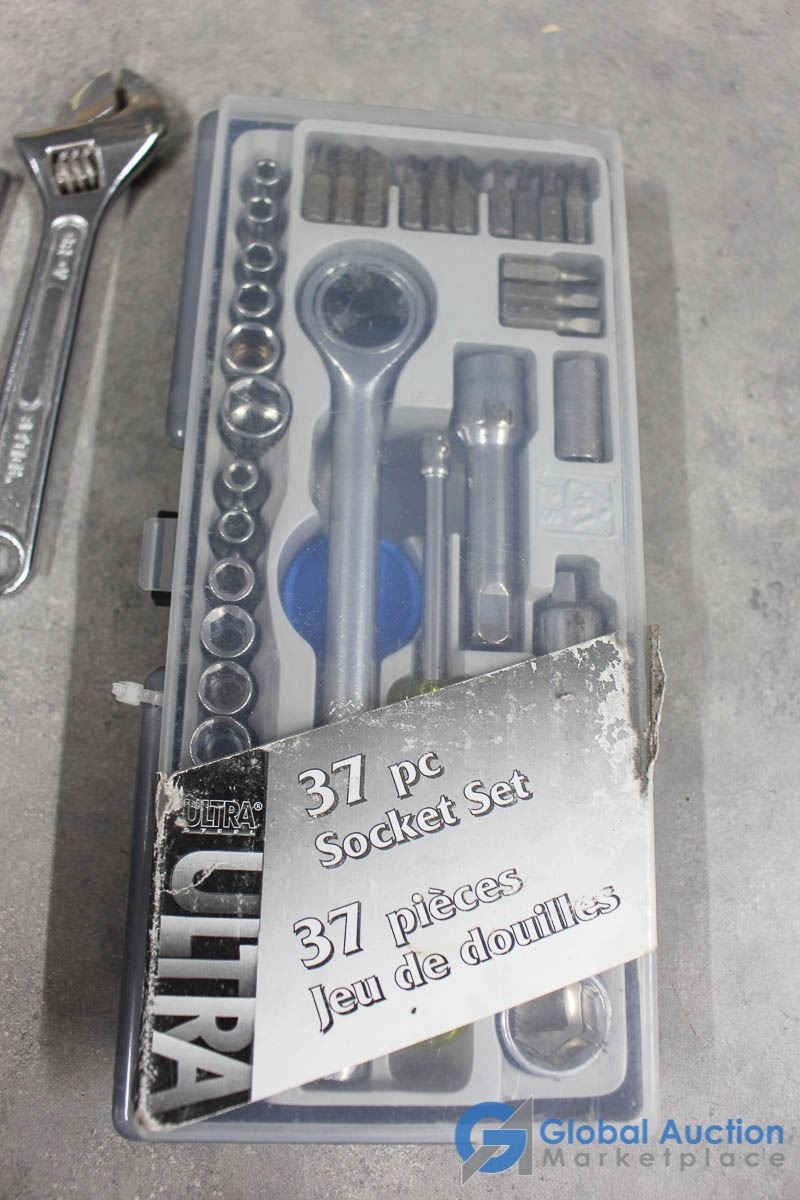 37 pc
Socket Set
37 pièces
Jeu de douilles
ULTRA®
ULTRA
Global Auction
Marketplace